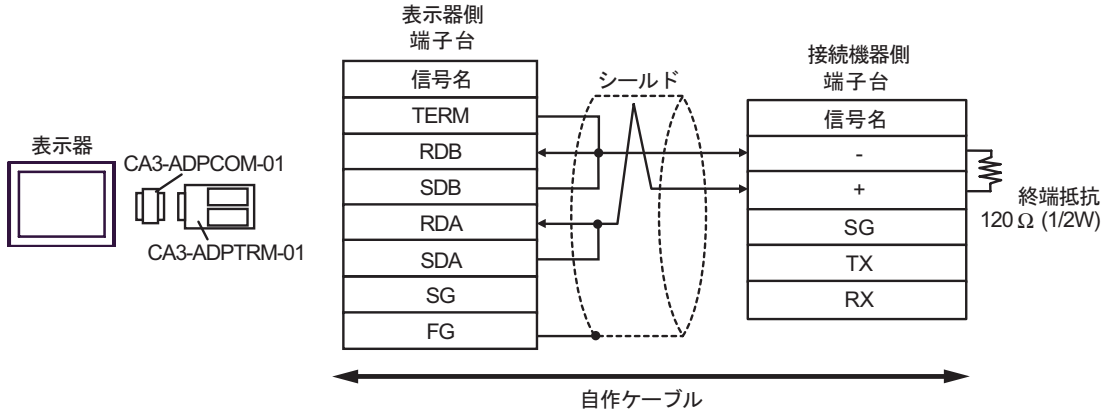 表示器
CA3-ADPCOM-01
CA3-ADPTRM-01
表示器側
端子台
信号名
TERM
RDB
SDB
RDA
SDA
SG
FG
シールド
接続機器側
端子台
信号名
-
+
SG
TX
RX
終端抵抗
120Ω (1/2W)
自作ケーブル